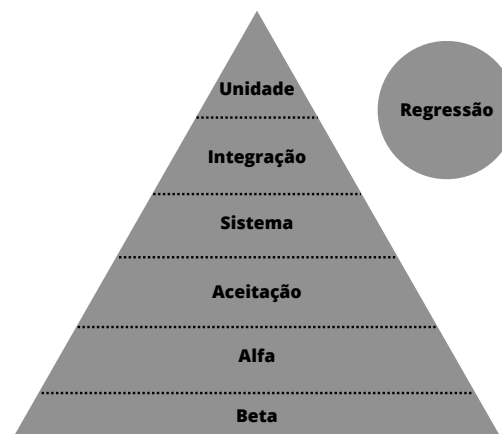 Unidade
Regressão
Integração
Sistema
Aceitação
Alfa
Beta